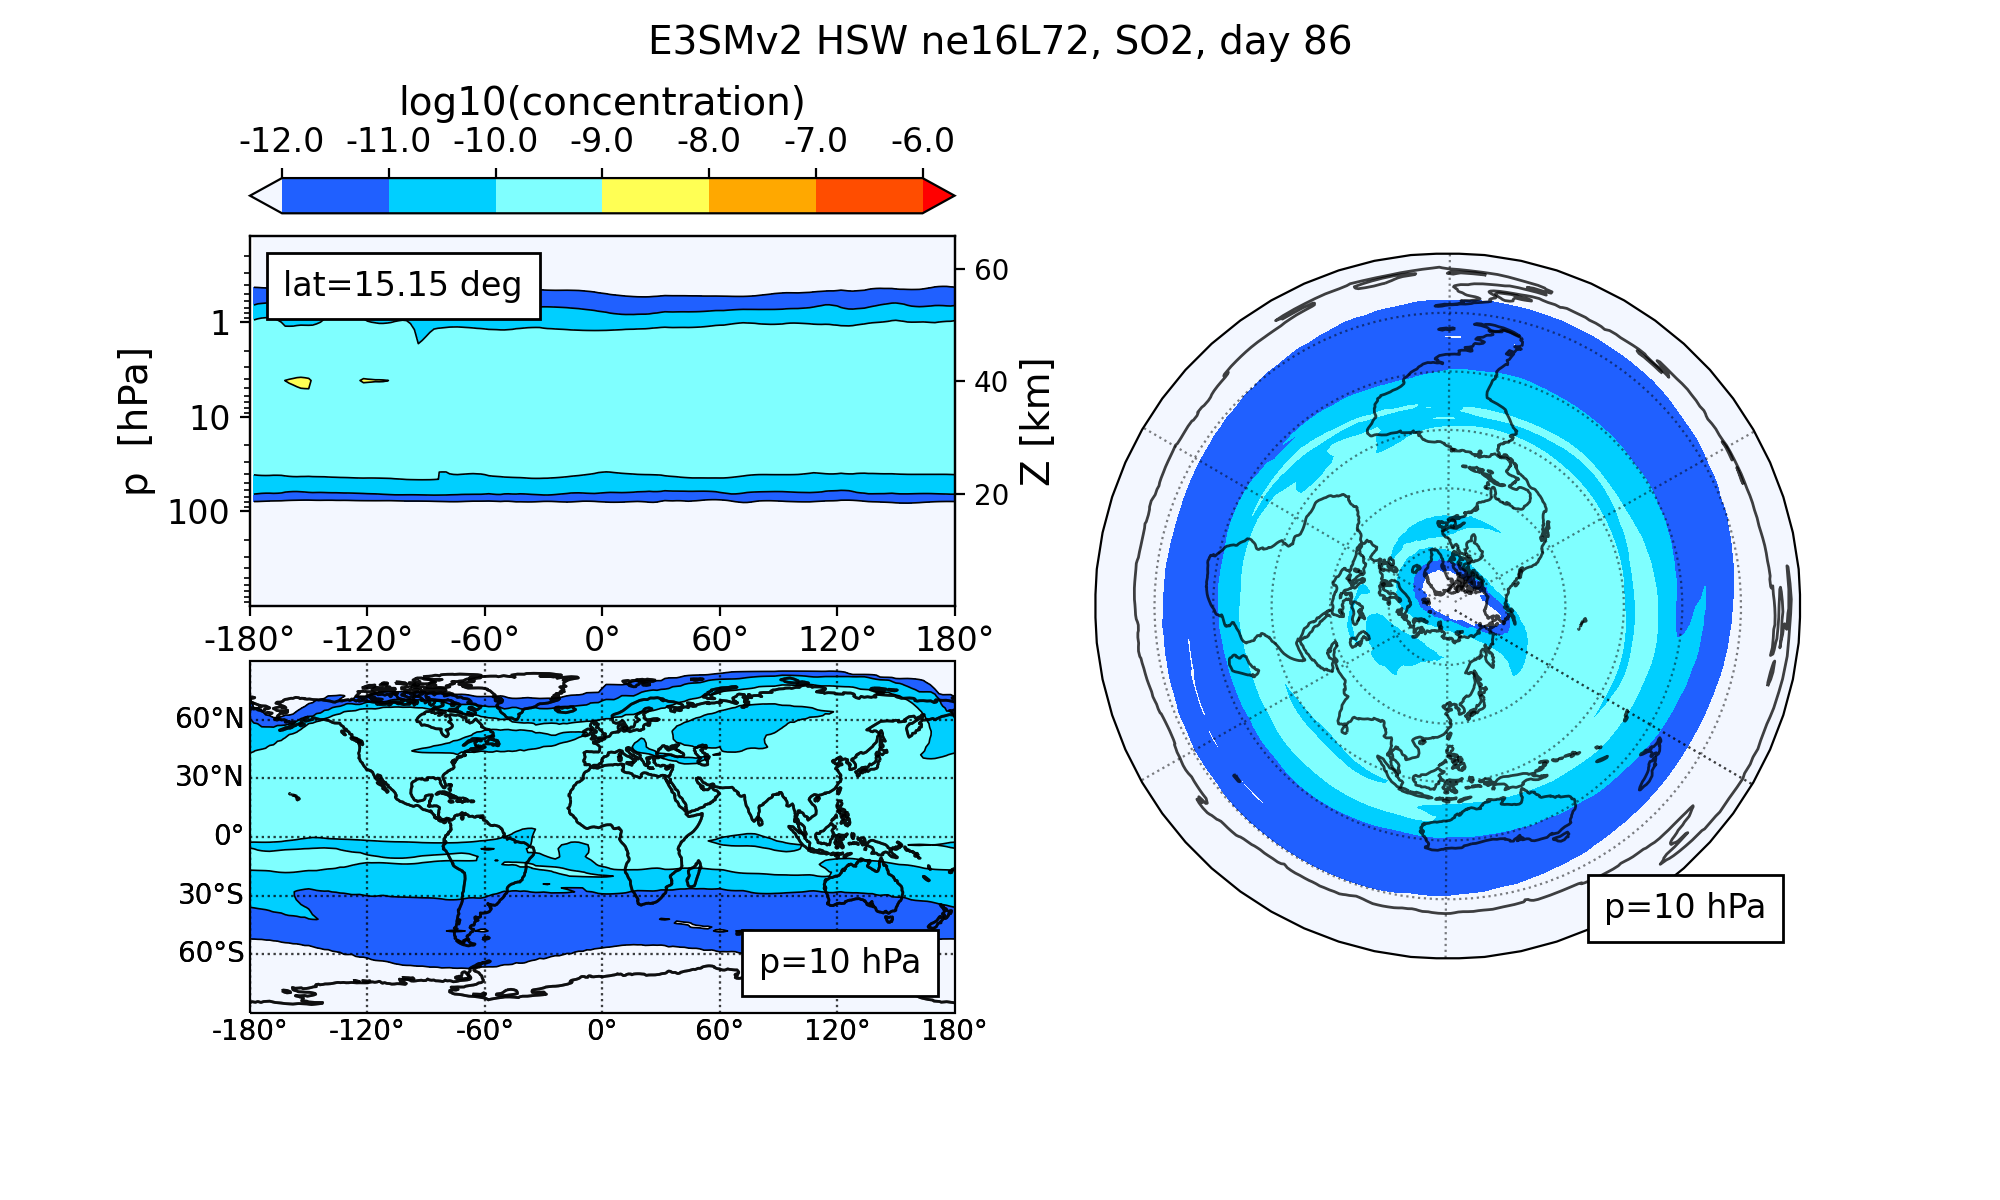 E3SMv2 HSW ne16L72, SO2, day 86
log10(concentration)
-12.0 -11.0 -10.0 -9.0 -8.0 -7.0 -6.0
lat=15.15 deg
p [hPa]
1
10
100
Z [km]
60
40
20
-180° -120° -60° 0° 60° 120° 180°
60°N
30°N
0°
30°S
60°S
p=10 hPa
-180° -120° -60° 0° 60° 120° 180°
p=10 hPa